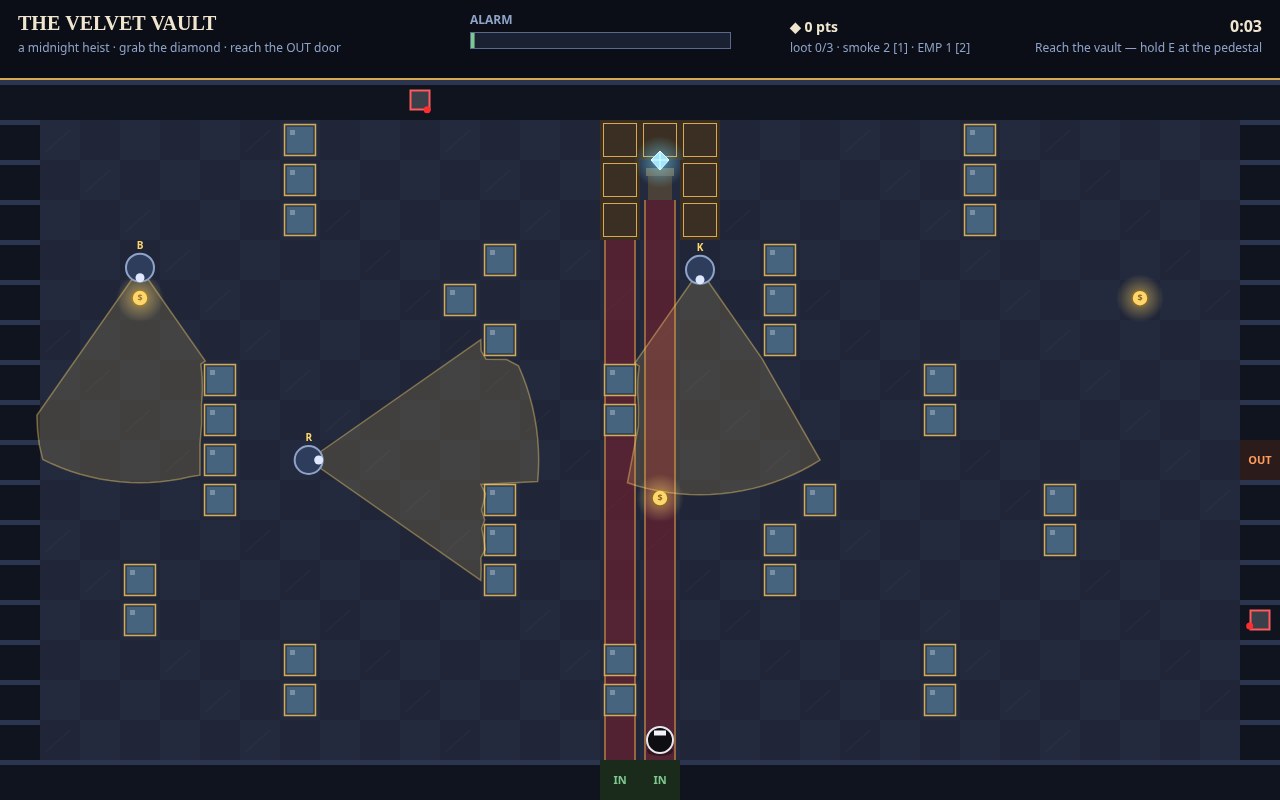 THE VELVET VAULT
a midnight heist · grab the diamond · reach the OUT door
ALARM
◆ 0 pts
loot 0/3 · smoke 2 [1] · EMP 1 [2]
0:03
Reach the vault — hold E at the pedestal
B
K
$
$
R
OUT
$
IN
IN